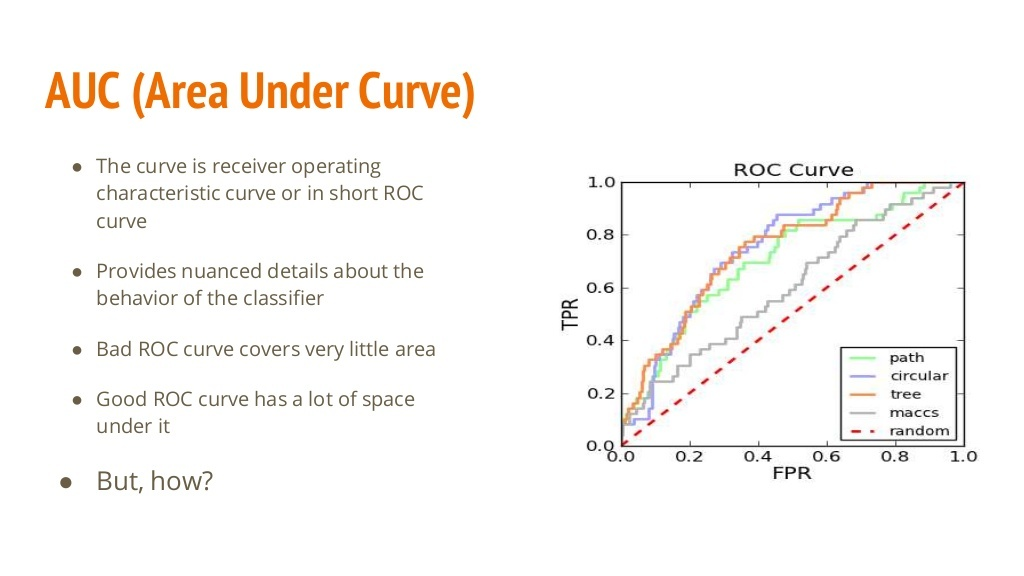 AUC (Area Under Curve)
● The curve is receiver operating
characteristic curve or in short ROC
curve
● Provides nuanced details about the
behavior of the classifier
● Bad ROC curve covers very little area
● Good ROC curve has a lot of space
under it
● But, how?
ROC Curve
1.0
0.8
0.6
0.4
0.2
0.0
TPR
0.0 0.2 0.4 0.6 0.8 1.0
FPR
path
circular
tree
maccs
random